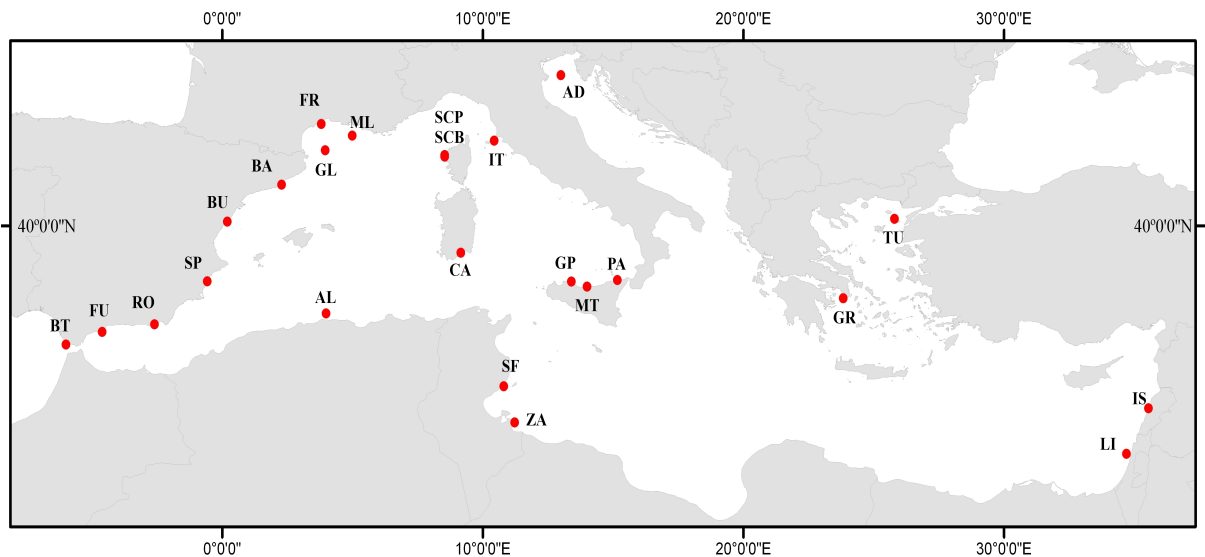 0°0'0"
10°0'0"E
20°0'0"E
30°0'0"E
AD
FR
ML
SCP
SCB
IT
GL
BA
BU
40°0'0"N
40°0'0"N
TU
SP
CA
GP
PA
MT
RO
AL
FU
BT
GR
SF
ZA
IS
LI
0°0'0"
10°0'0"E
20°0'0"E
30°0'0"E